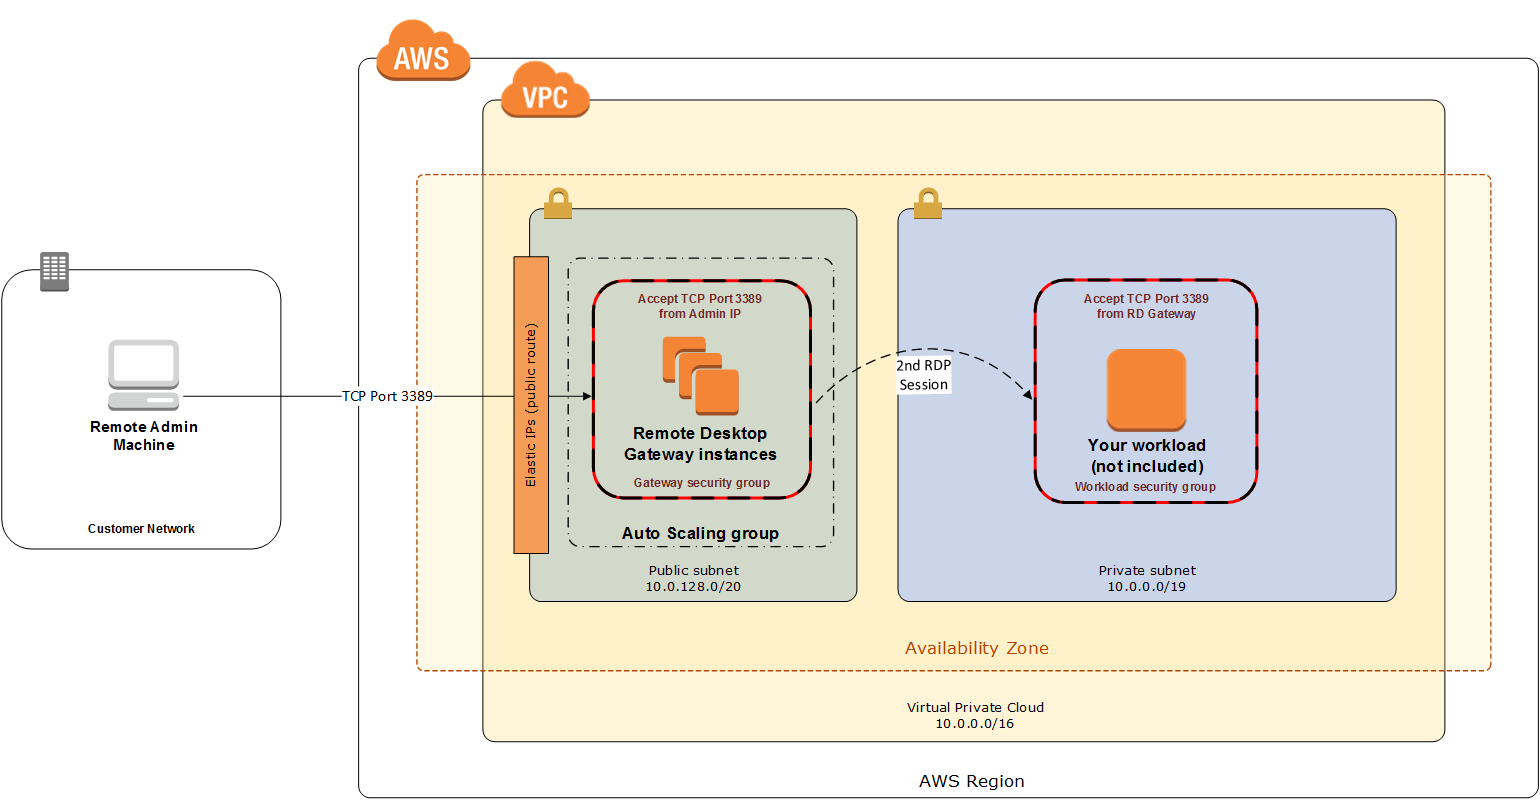 AWS
VPC
Accept TCP Port 3389
from Admin IP
Accept TCP Port 3389
from RD Gateway
Elastic IPs (public route)
2nd RDP
Session
TCP Port 3389
Remote Admin
Machine
Remote Desktop
Gateway instances
Gateway security group
Your workload
(not included)
Workload security group
Customer Network
Auto Scaling group
Public subnet
10.0.128.0/20
Private subnet
10.0.0.0/19
Availability Zone
Virtual Private Cloud
10.0.0.0/16
AWS Region